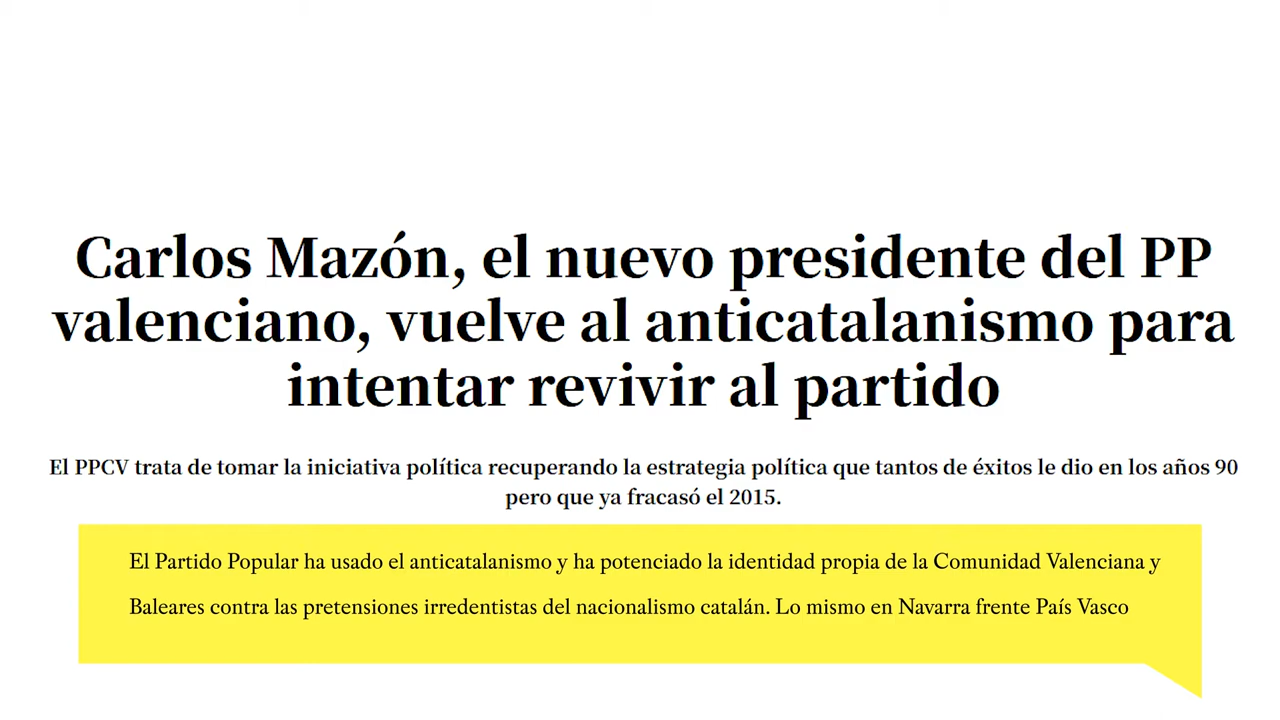 Carlos Mazón, el nuevo presidente del PP
valenciano, vuelve al anticatalanismo para
intentar revivir al partido
El PPCV trata de tomar la iniciativa política recuperando la estrategia política que tantos de éxitos le dio en los años 90
pero que ya fracasó el 2015.
El Partido Popular ha usado el anticatalanismo y ha potenciado la identidad propia de la Comunidad Valenciana y
Baleares contra las pretensiones irredentistas del nacionalismo catalán. Lo mismo en Navarra frente País Vasco